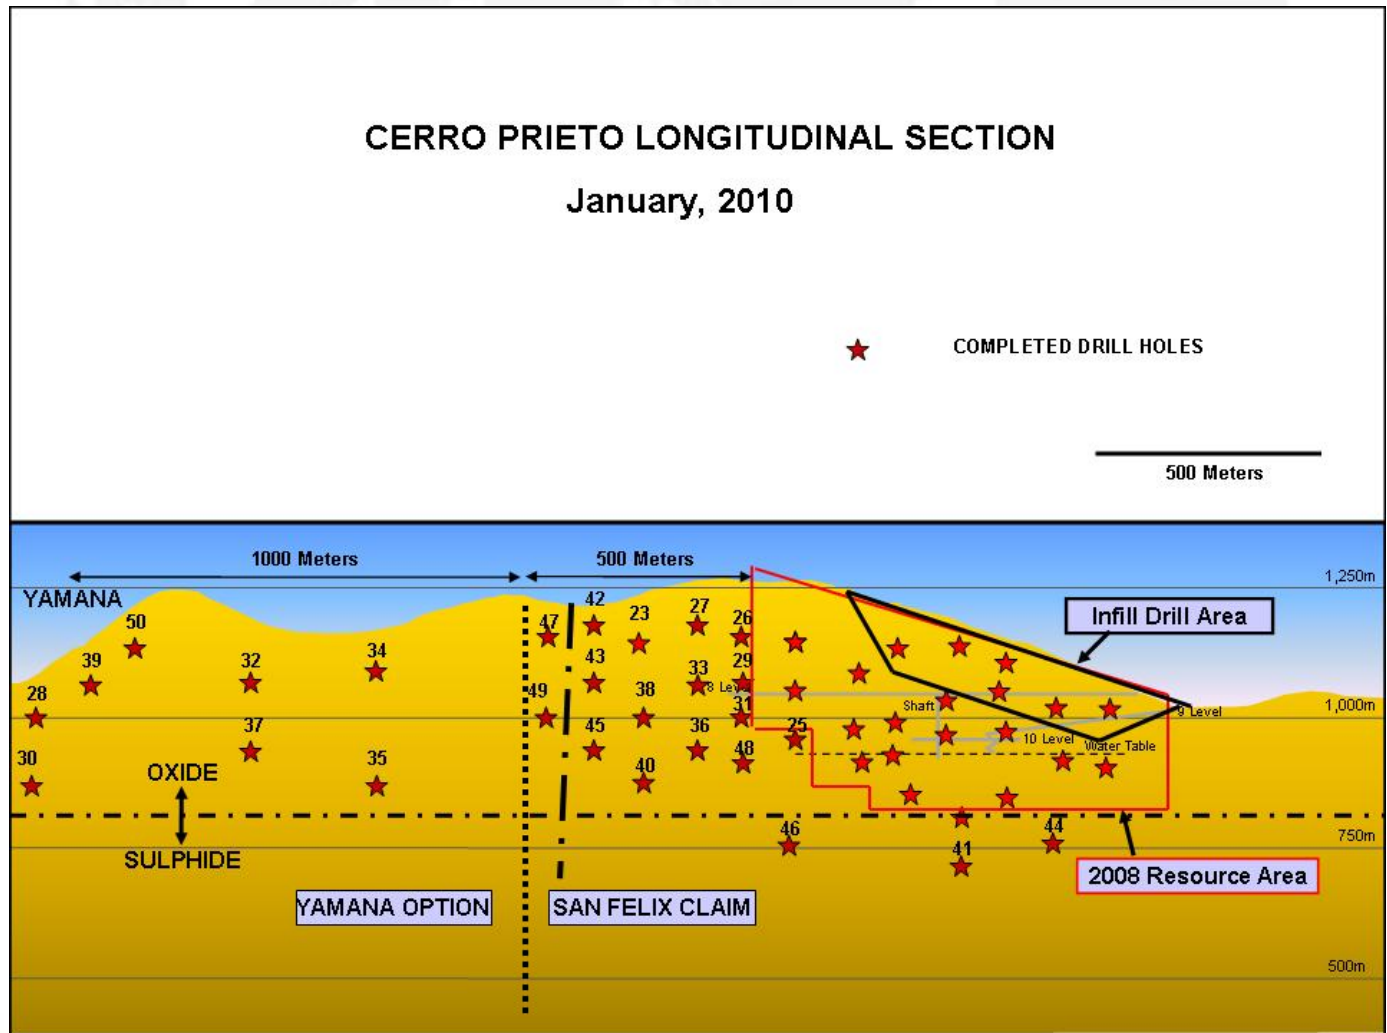 CERRO PRIETO LONGITUDINAL SECTION
January, 2010
COMPLETED DRILL HOLES
500 Meters
1000 Meters
500 Meters
1,250m
YAMANA
50
47
42
23
27
26
Infill Drill Area
39
32
34
43
33
29
8 Level
28
49
38
31
Shaft
1,000m
9 Level
37
45
36
25
10 Level
Water Table
30
OXIDE
35
40
48
SULPHIDE
46
41
44
750m
2008 Resource Area
YAMANA OPTION
SAN FELIX CLAIM
500m